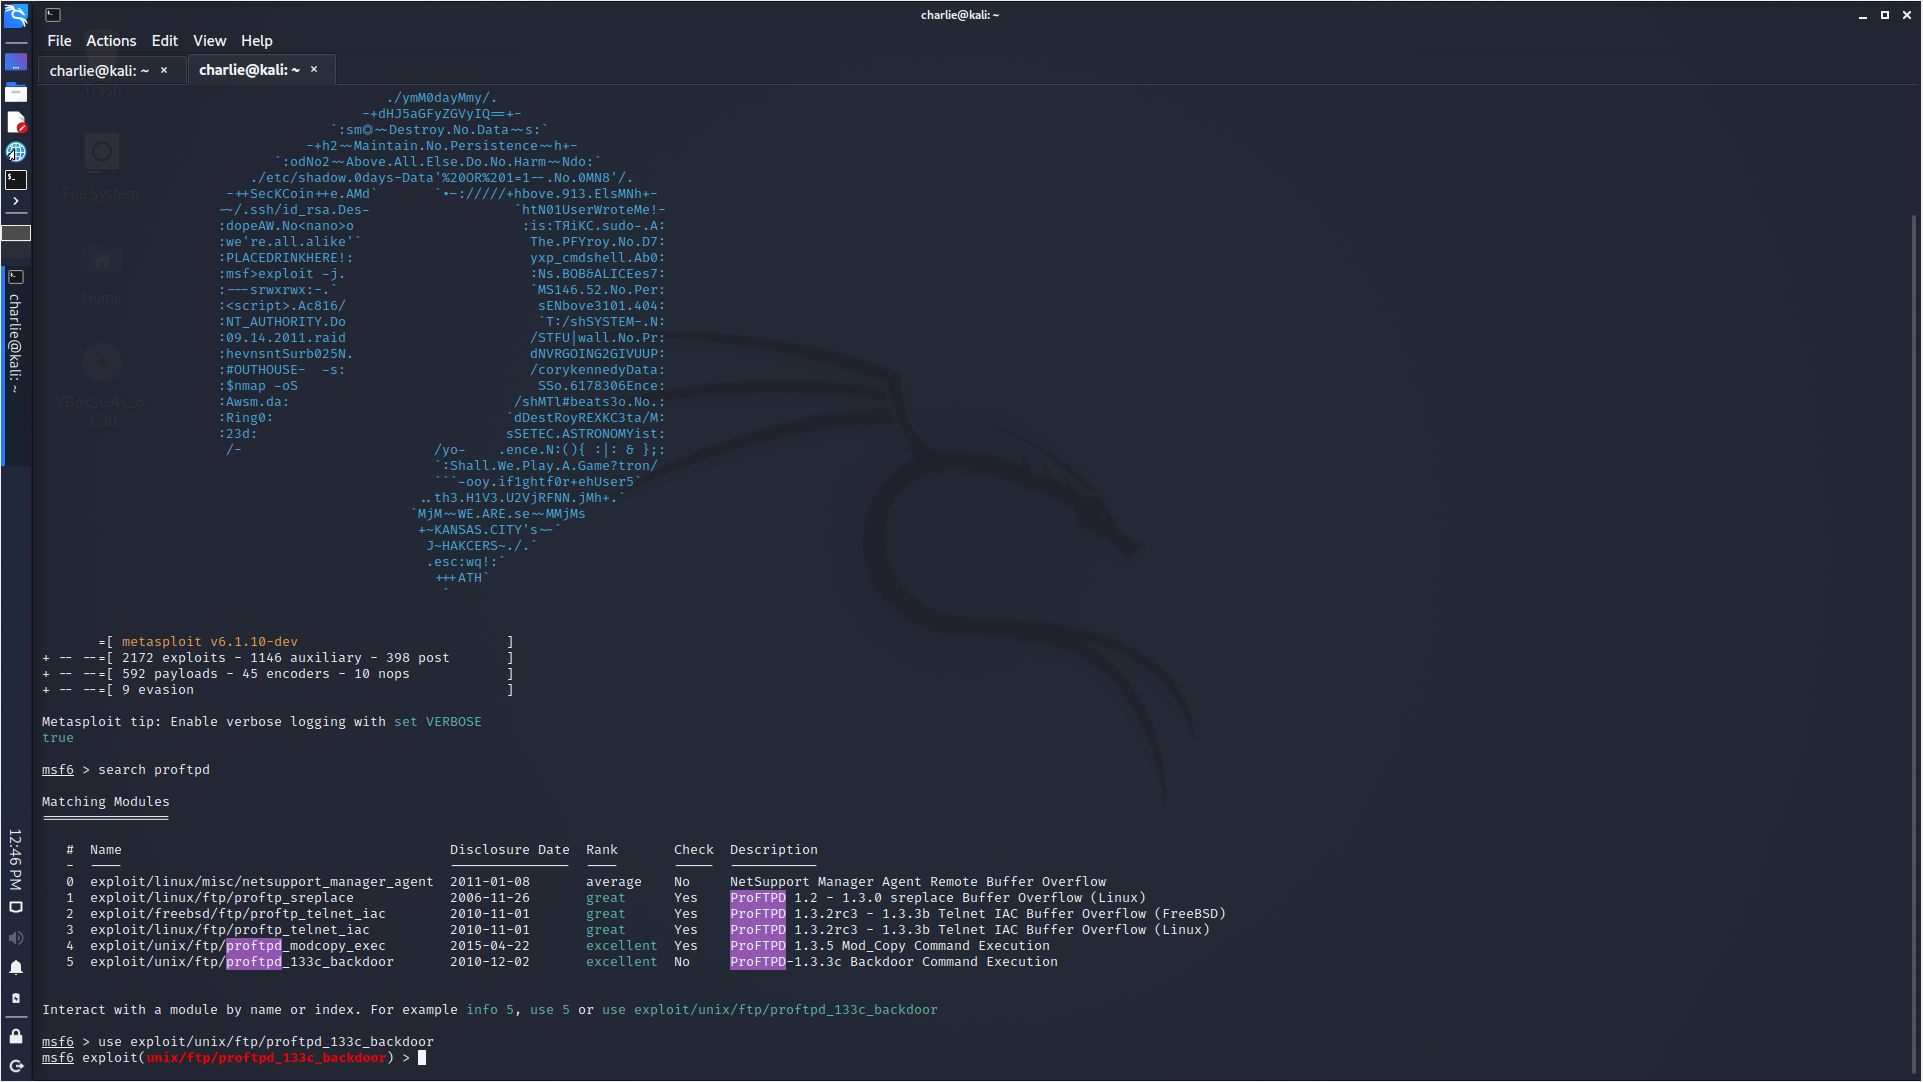 charlie@kali: ~
File Actions Edit View Help
charlie@kali: ~ × charlie@kali: ~ ×
Trash
File System
Home
VBox_GAs_6
.1.30
charlie@kali: ~
12:46 PM
./ymM0dayMmy/.
-+dHJ5aGFyZGVyIQ==+-
`:sm⏣~~Destroy.No.Data~~s:`
-+h2~~Maintain.No.Persistence~~h+-
`:odNo2~~Above.All.Else.Do.No.Harm~~Ndo:`
./etc/shadow.0days-Data'%20OR%201=1--.No.0MN8'/.
-++SecKCoin++e.AMd` `.-://///+hbove.913.ElsMNh+-
~~/.ssh/id_rsa.Des- `htN01UserWroteMe!-
:dopeAW.No<nano>o :is:TЯiKC.sudo-.A:
:we're.all.alike'` The.PFYroy.No.D7:
:PLACEDRINKHERE!: yxp_cmdshell.Ab0:
:msf>exploit -j. :Ns.BOB&ALICEes7:
:---srwxrwx:-.` `MS146.52.No.Per:
:<script>.Ac816/ sENbove3101.404:
:NT_AUTHORITY.Do `T:/shSYSTEM-.N:
:09.14.2011.raid /STFU|wall.No.Pr:
:hevnsntSurb025N. dNVRGOING2GIVUUP:
:#OUTHOUSE- -s: /corykennedyData:
:$nmap -oS SSo.6178306Ence:
:Awsm.da: /shMTl#beats3o.No.:
:Ring0: `dDestRoyREXKC3ta/M:
:23d: sSETEC.ASTRONOMYist:
/- /yo- .ence.N:(){ :|: & };:
`:Shall.We.Play.A.Game?tron/
```-ooy.if1ghtf0r+ehUser5`
..th3.H1V3.U2VjRFNN.jMh+.`
`MjM~~WE.ARE.se~~MMjMs
+~KANSAS.CITY's~-`
J~HAKCERS~./.`
.esc:wq!:`
+++ATH`
`
=[ metasploit v6.1.10-dev ]
+ -- --=[ 2172 exploits - 1146 auxiliary - 398 post ]
+ -- --=[ 592 payloads - 45 encoders - 10 nops ]
+ -- --=[ 9 evasion ]
Metasploit tip: Enable verbose logging with set VERBOSE
true
msf6 > search proftpd
Matching Modules
================
# Name Disclosure Date Rank Check Description
- ---- --------------- ---- ----- -----------
0 exploit/linux/misc/netsupport_manager_agent 2011-01-08 average No NetSupport Manager Agent Remote Buffer Overflow
1 exploit/linux/ftp/proftp_sreplace 2006-11-26 great Yes ProFTPD 1.2 - 1.3.0 sreplace Buffer Overflow (Linux)
2 exploit/freebsd/ftp/proftp_telnet_iac 2010-11-01 great Yes ProFTPD 1.3.2rc3 - 1.3.3b Telnet IAC Buffer Overflow (FreeBSD)
3 exploit/linux/ftp/proftp_telnet_iac 2010-11-01 great Yes ProFTPD 1.3.2rc3 - 1.3.3b Telnet IAC Buffer Overflow (Linux)
4 exploit/unix/ftp/proftpd_modcopy_exec 2015-04-22 excellent Yes ProFTPD 1.3.5 Mod_Copy Command Execution
5 exploit/unix/ftp/proftpd_133c_backdoor 2010-12-02 excellent No ProFTPD-1.3.3c Backdoor Command Execution
Interact with a module by name or index. For example info 5, use 5 or use exploit/unix/ftp/proftpd_133c_backdoor
msf6 > use exploit/unix/ftp/proftpd_133c_backdoor
msf6 exploit(unix/ftp/proftpd_133c_backdoor) >